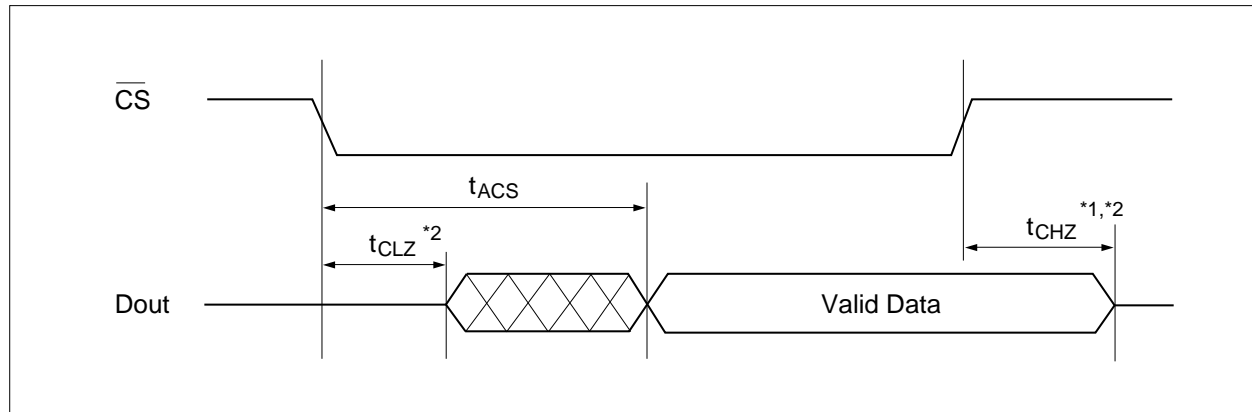 CS
tACS
tCLZ *2
tCHZ *1,*2
Dout
Valid Data